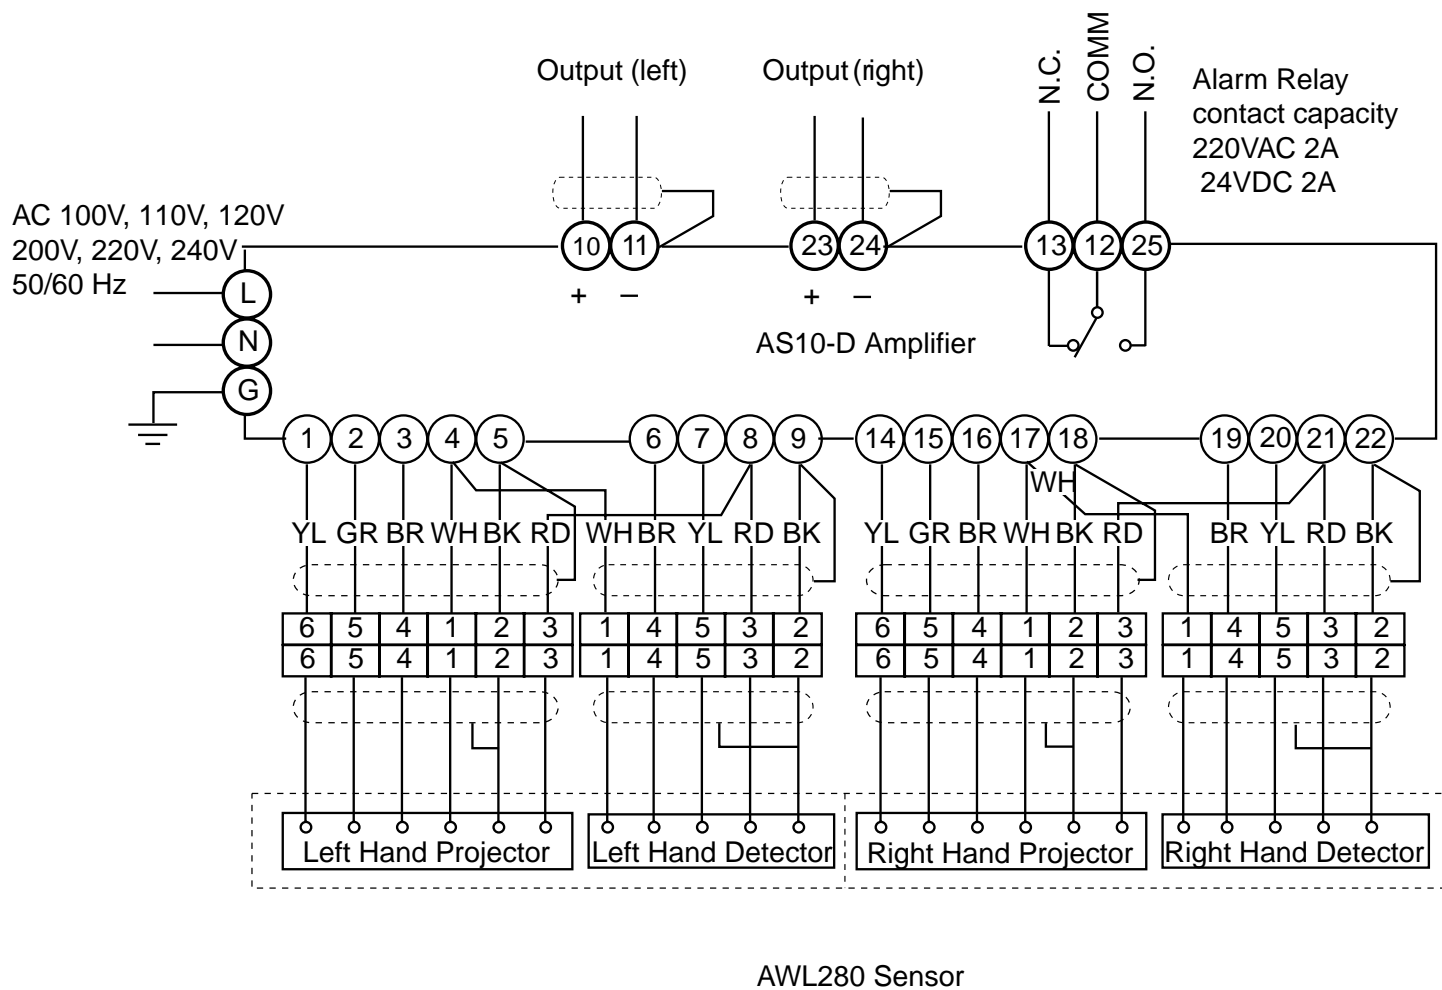 Output (left)
Output (right)
N.C.
COMM
N.O.
Alarm Relay
contact capacity
220VAC 2A
24VDC 2A
AC 100V, 110V, 120V
200V, 220V, 240V
50/60 Hz
10 11 23 24 13 12 25
L
N
G
+ – + –
AS10-D Amplifier
1 2 3 4 5 6 7 8 9 14 15 16 17 18 19 20 21 22
WH
YL GR BR WH BK RD WH BR YL RD BK YL GR BR WH BK RD BR YL RD BK
6 5 4 1 2 3 1 4 5 3 2 6 5 4 1 2 3 1 4 5 3 2
6 5 4 1 2 3 1 4 5 3 2 6 5 4 1 2 3 1 4 5 3 2
Left Hand Projector
Left Hand Detector
Right Hand Projector
Right Hand Detector
AWL280 Sensor